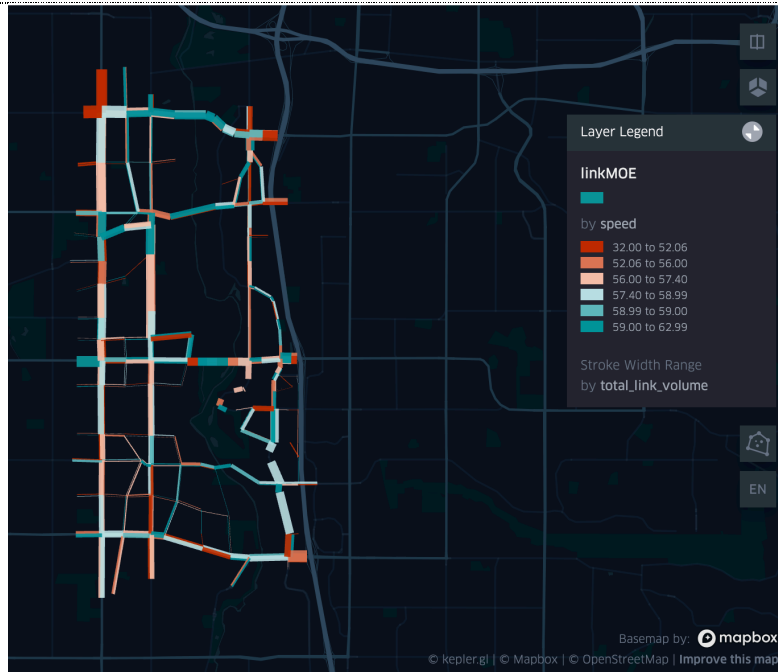 Layer Legend
linkMOE
by speed
32.00 to 52.06
52.06 to 56.00
56.00 to 57.40
57.40 to 58.99
58.99 to 59.00
59.00 to 62.99
Stroke Width Range
by total_link_volume
EN
Basemap by: mapbox
© kepler.gl | © Mapbox | © OpenStreetMap | Improve this map